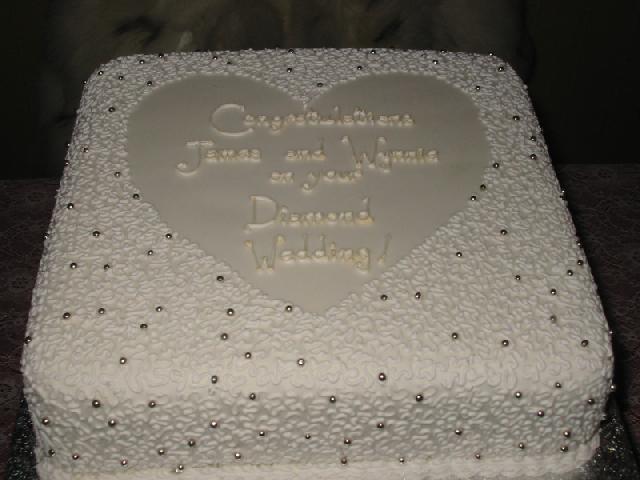 Congratulations
James and Wynnie
on your
Diamond
Wedding!